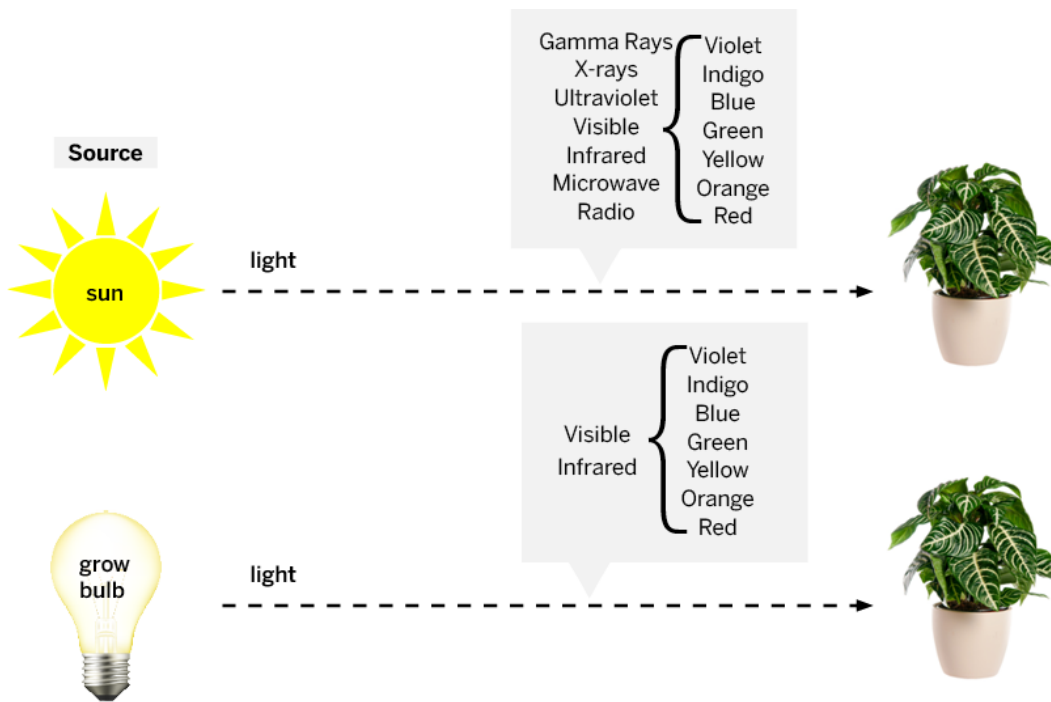 Source
sun
light
Gamma Rays
X-rays
Ultraviolet
Visible
Infrared
Microwave
Radio
Violet
Indigo
Blue
Green
Yellow
Orange
Red
grow
bulb
light
Visible
Infrared
Violet
Indigo
Blue
Green
Yellow
Orange
Red